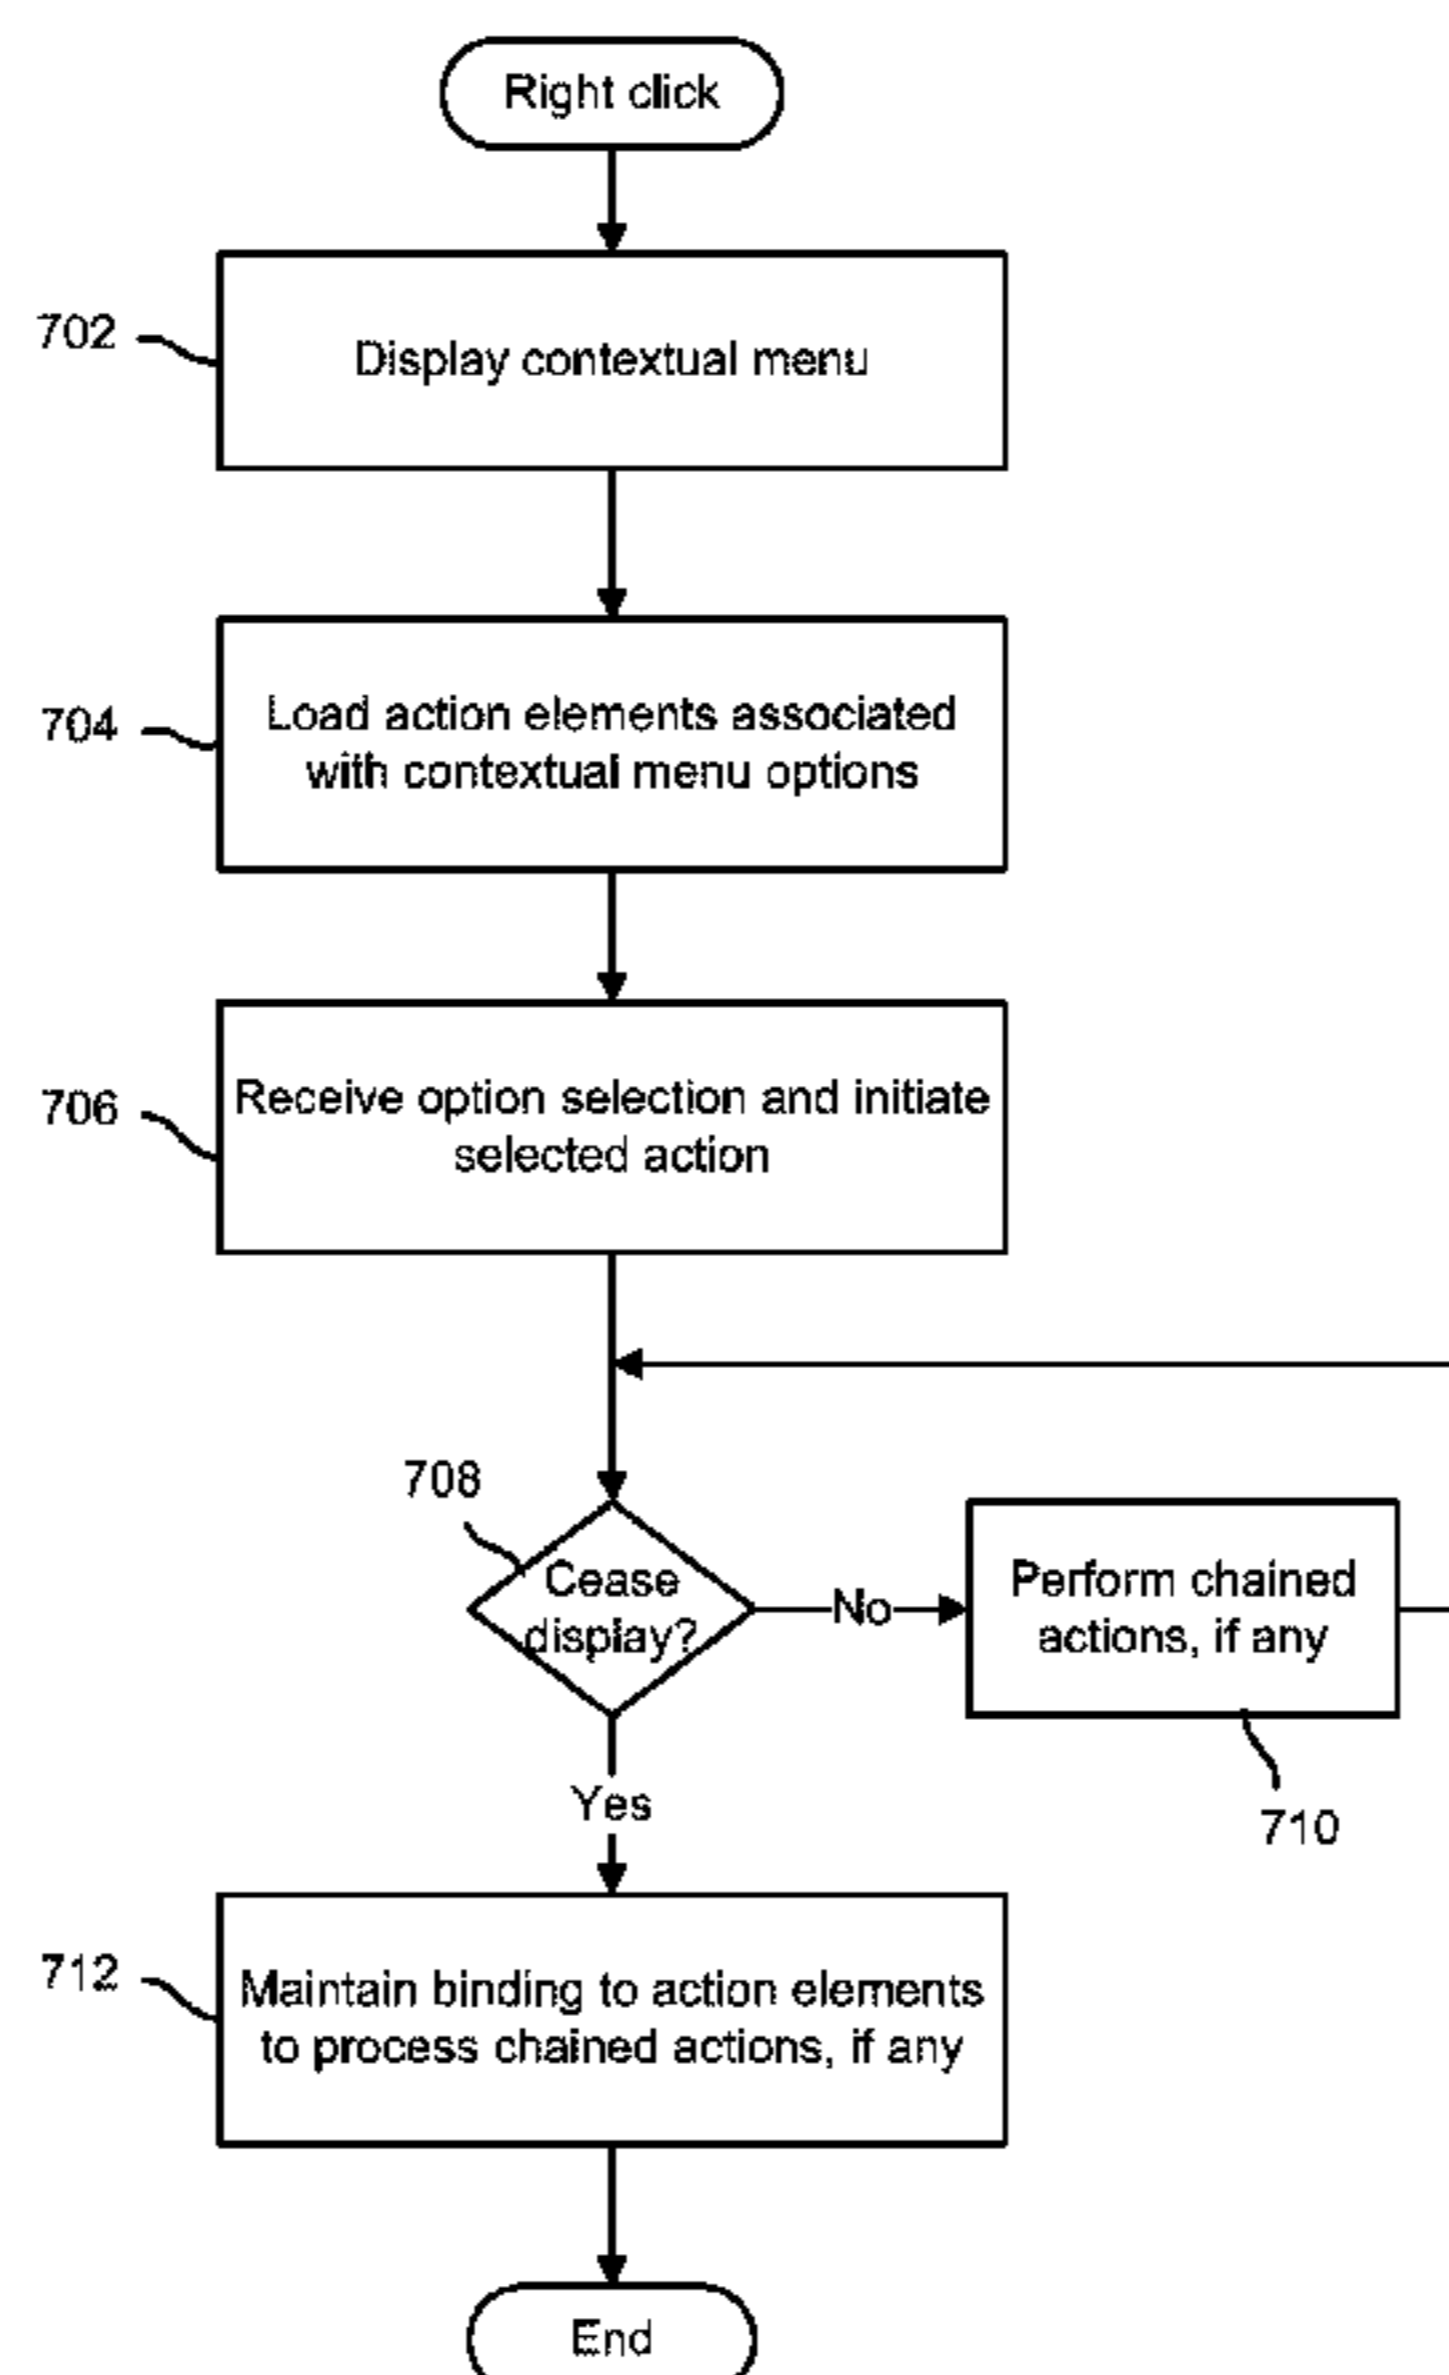 Right click
702
Display contextual menu
704
Load action elements associated
with contextual menu options
706
Receive option selection and initiate
selected action
708
Cease
display?
No
Perform chained
actions, if any
710
Yes
712
Maintain binding to action elements
to process chained actions, if any
End